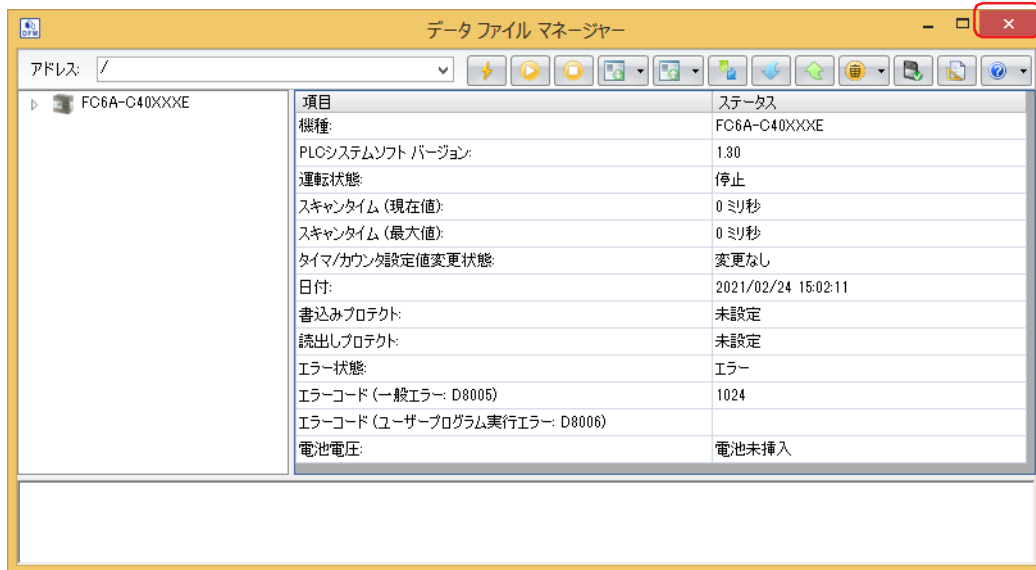 データ ファイル マネージャー
アドレス: /
FC6A-C40XXXE
項目 ステータス
機種: FC6A-C40XXXE
PLCシステムソフト バージョン: 1.30
運転状態: 停止
スキャンタイム (現在値): 0 ミリ秒
スキャンタイム (最大値): 0 ミリ秒
タイマ/カウンタ設定値変更状態: 変更なし
日付: 2021/02/24 15:02:11
書込みプロテクト: 未設定
読出しプロテクト: 未設定
エラー状態: エラー
エラーコード (一般エラー: D8005) 1024
エラーコード (ユーザープログラム実行エラー: D8006)
電池電圧: 電池未挿入